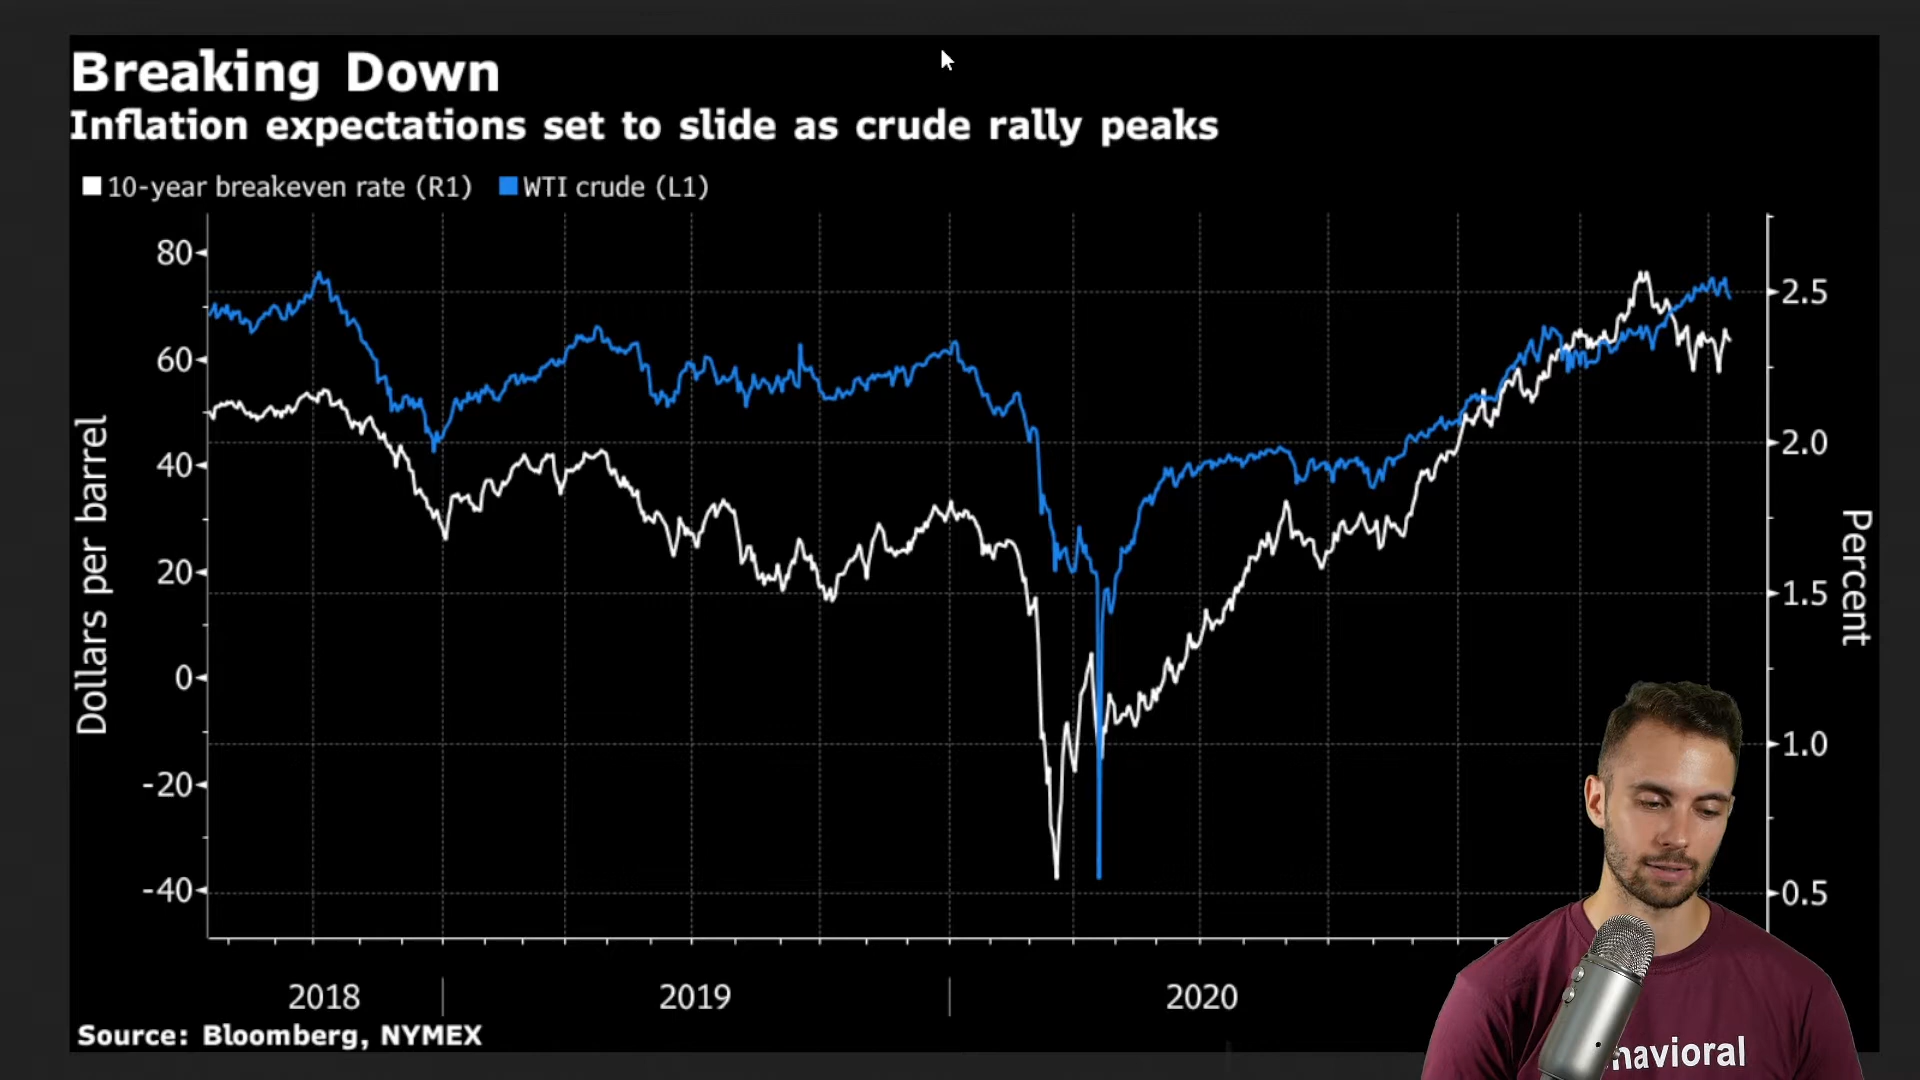 Breaking Down
Inflation expectations set to slide as crude rally peaks
10-year breakeven rate (R1) WTI crude (L1)
80
60
40
20
0
-20
-40
Dollars per barrel
2.5
2.0
1.5
1.0
0.5
Percent
2018 2019 2020
Source: Bloomberg, NYMEX